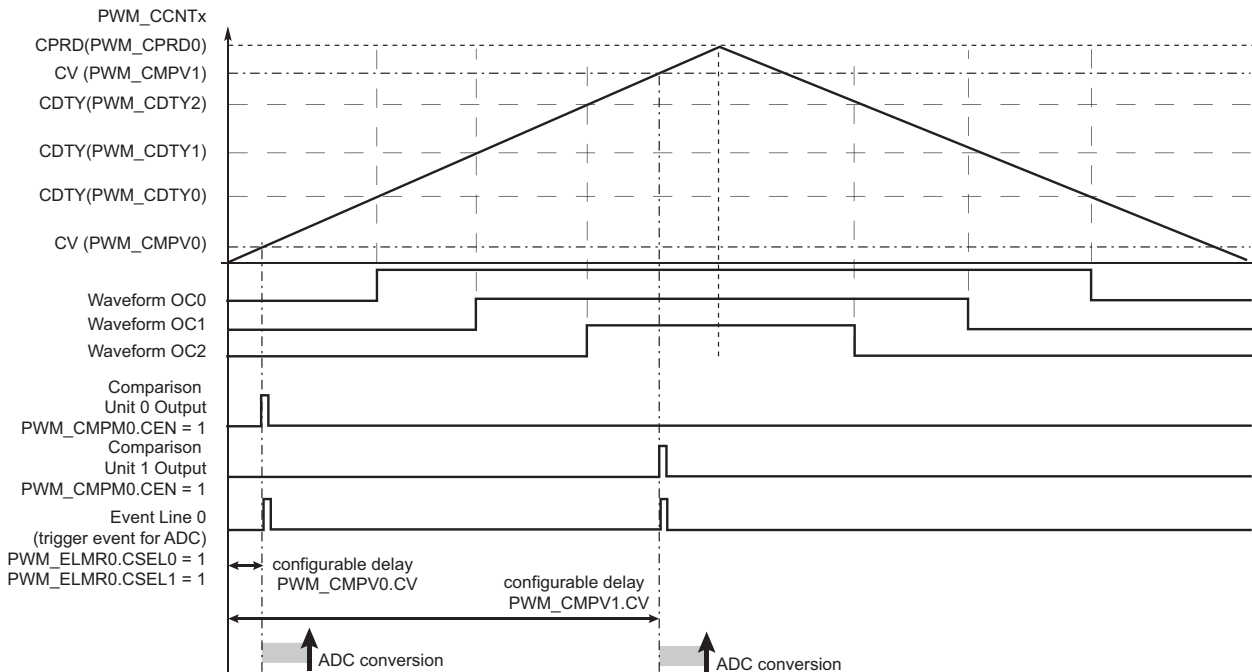 PWM_CCNTx
CPRD(PWM_CPRD0)
CV (PWM_CMPV1)
CDTY(PWM_CDTY2)
CDTY(PWM_CDTY1)
CDTY(PWM_CDTY0)
CV (PWM_CMPV0)
Waveform OC0
Waveform OC1
Waveform OC2
Comparison
Unit 0 Output
PWM_CMPM0.CEN = 1
Comparison
Unit 1 Output
PWM_CMPM0.CEN = 1
Event Line 0
(trigger event for ADC)
PWM_ELMR0.CSEL0 = 1
PWM_ELMR0.CSEL1 = 1
configurable delay
PWM_CMPV0.CV
configurable delay
PWM_CMPV1.CV
ADC conversion
ADC conversion